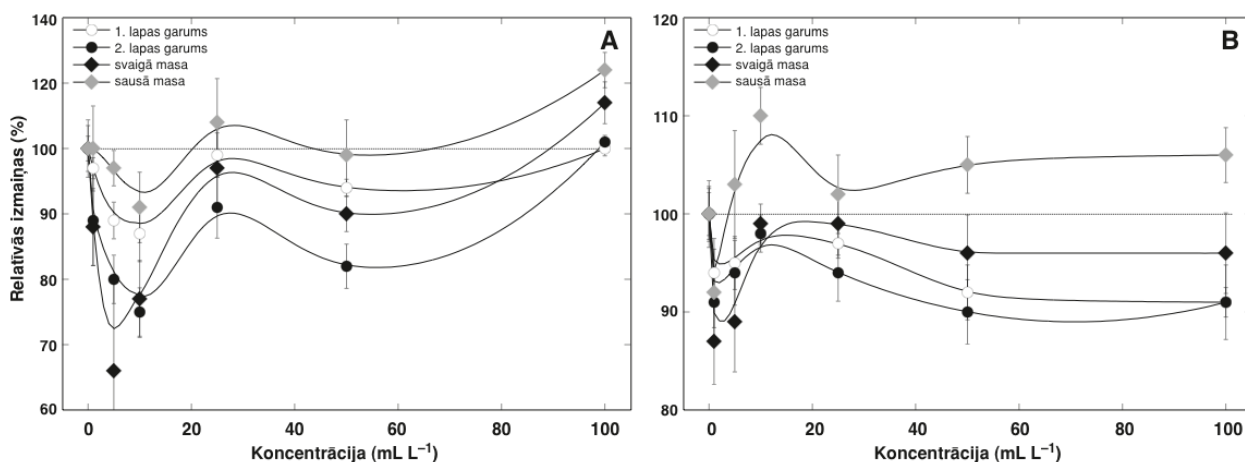 140
130
120
110
100
90
80
70
60
Relatīvās izmaiņas (%)
1. lapas garums
2. lapas garums
svaigā masa
sausā masa
A
0
20
40
60
80
100
Koncentrācija (mL L⁻¹)
120
110
100
90
80
1. lapas garums
2. lapas garums
svaigā masa
sausā masa
B
0
20
40
60
80
100
Koncentrācija (mL L⁻¹)